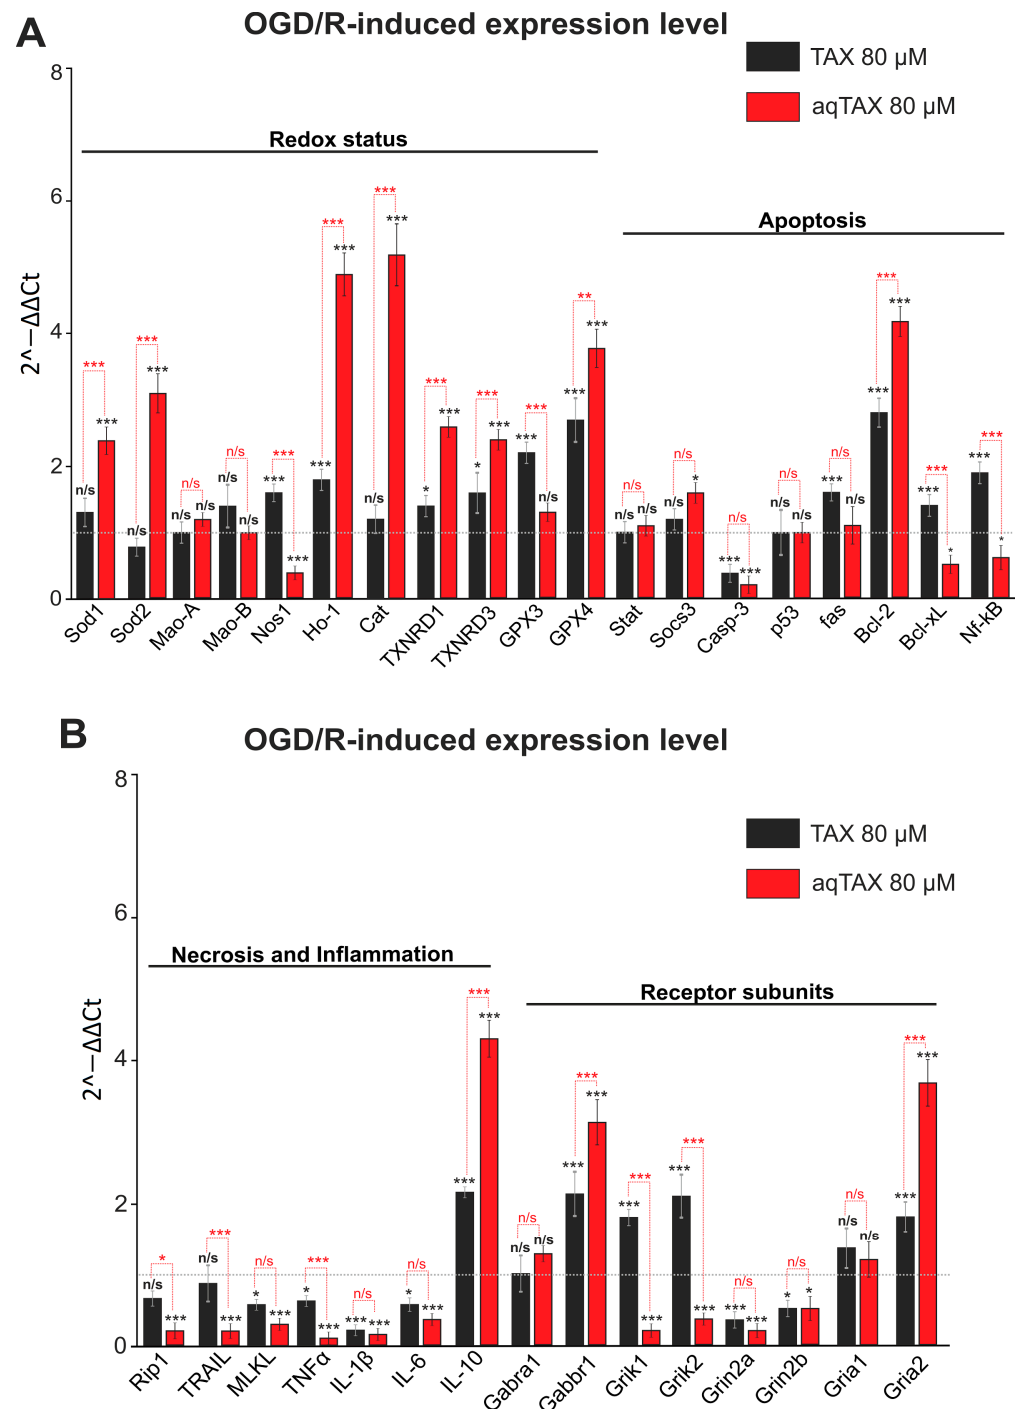 A
OGD/R-induced expression level
TAX 80 μM
aqTAX 80 μM
Redox status
Apoptosis
2^−ΔΔCt
8
6
4
2
0
*** *** n/s n/s *** *** *** *** *** *** ** n/s n/s n/s n/s n/s *** *** ***
n/s *** n/s *** n/s n/s n/s n/s *** *** *** *** n/s *** * *** * *** *** n/s *** *** n/s n/s n/s * *** *** n/s n/s *** n/s *** *** *** * *** *
Sod1 Sod2 Mao-A Mao-B Nos1 Ho-1 Cat TXNRD1 TXNRD3 GPX3 GPX4 Stat Socs3 Casp-3 p53 fas Bcl-2 Bcl-xL Nf-kB
B
OGD/R-induced expression level
TAX 80 μM
aqTAX 80 μM
Necrosis and Inflammation
Receptor subunits
2^−ΔΔCt
8
6
4
2
0
* *** n/s *** n/s n/s *** n/s *** *** *** n/s n/s n/s ***
n/s *** n/s *** * *** * *** *** *** * *** *** *** n/s n/s *** *** *** *** *** *** *** *** * * n/s n/s *** ***
Rip1 TRAIL MLKL TNFα IL-1β IL-6 IL-10 Gabra1 Gabbr1 Grik1 Grik2 Grin2a Grin2b Gria1 Gria2